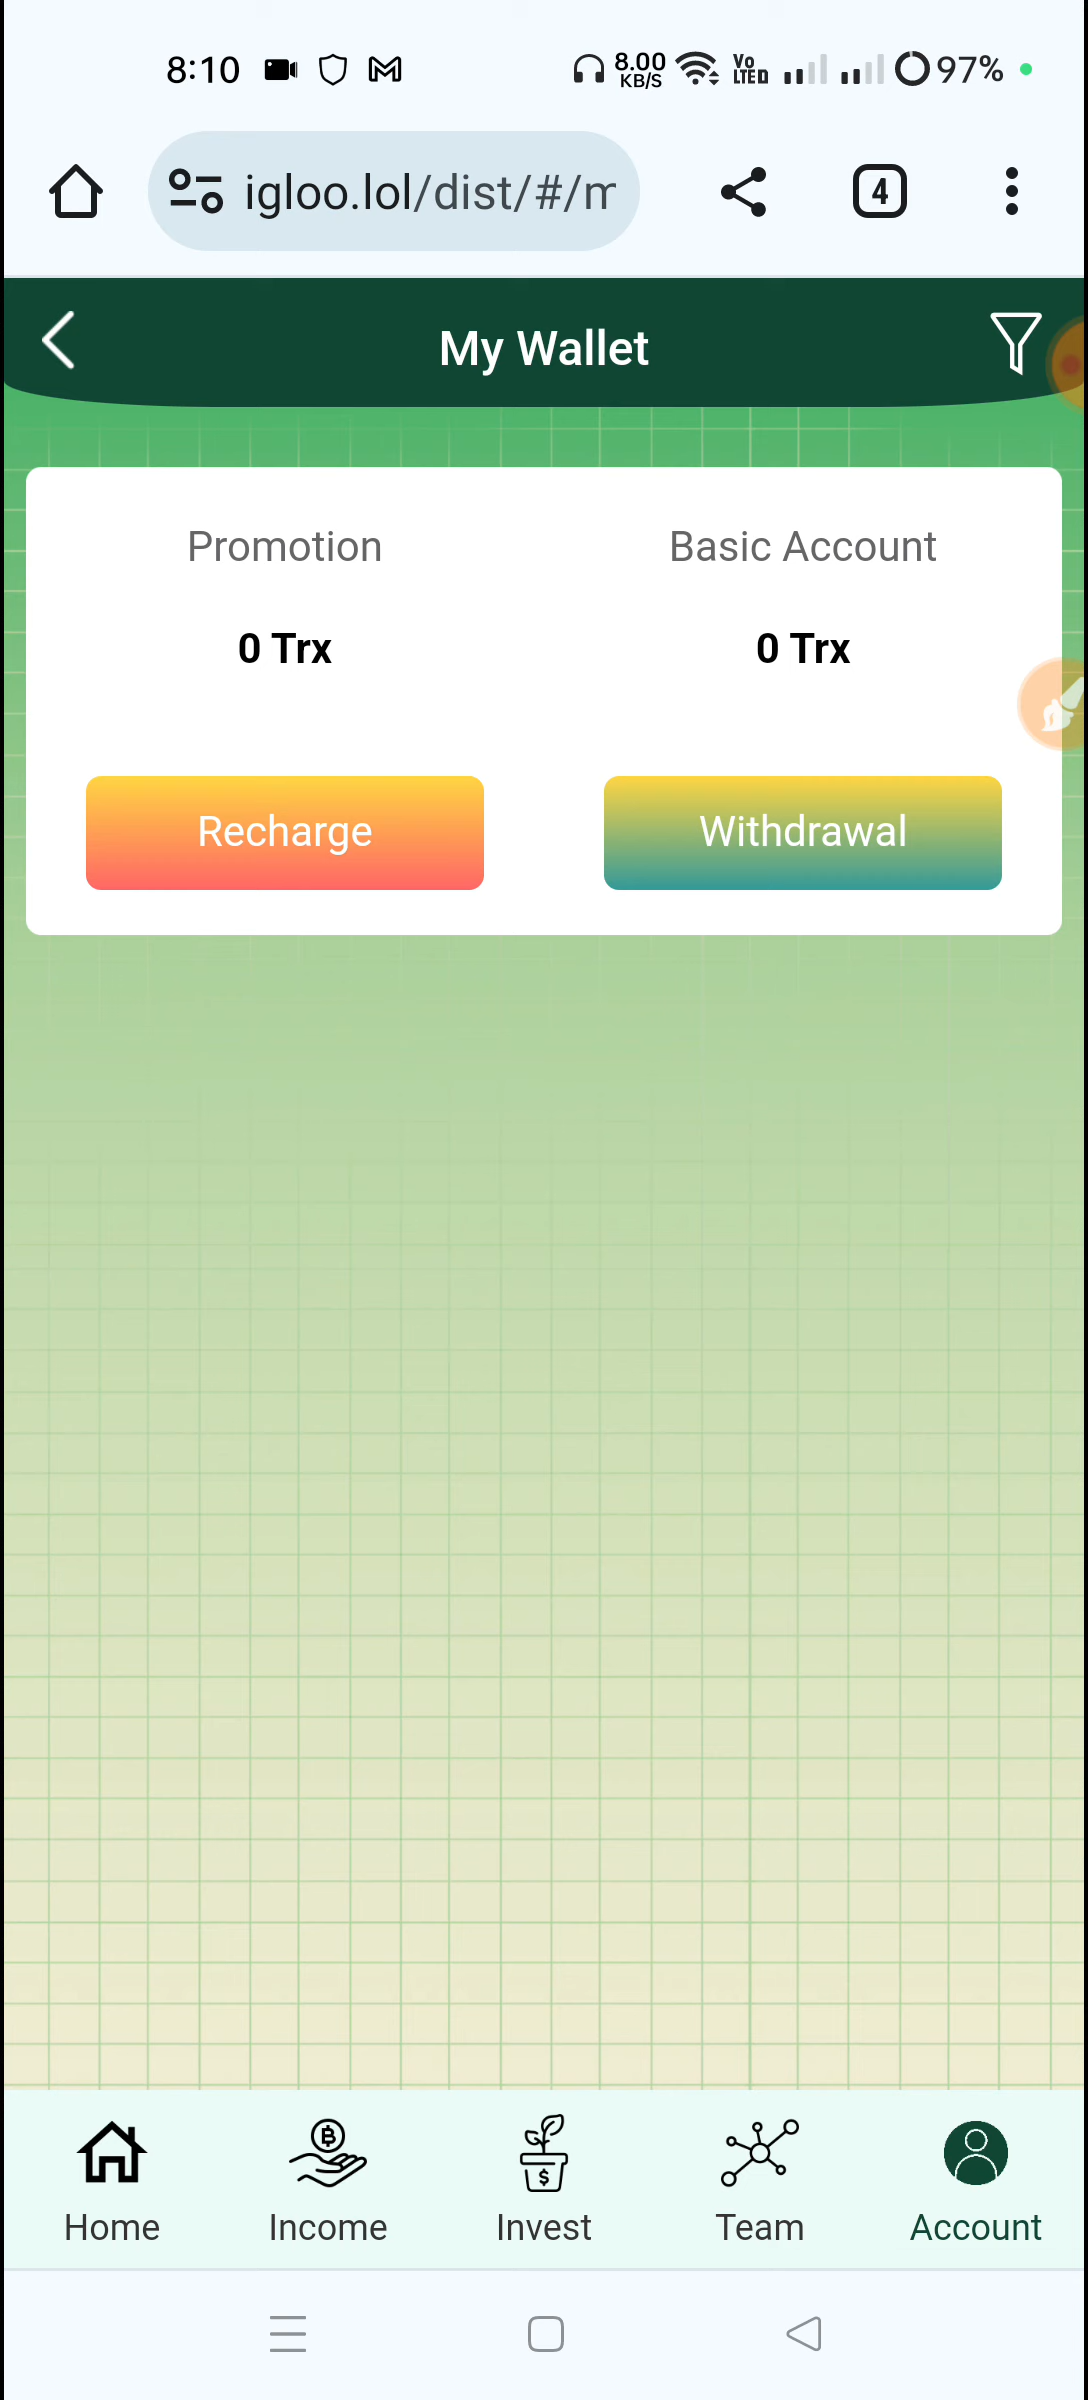 8:10 8.00 KB/S Vo LTED 97%
igloo.lol/dist/#/m 4
My Wallet
Promotion Basic Account
0 Trx 0 Trx
Recharge Withdrawal
Home Income Invest Team Account